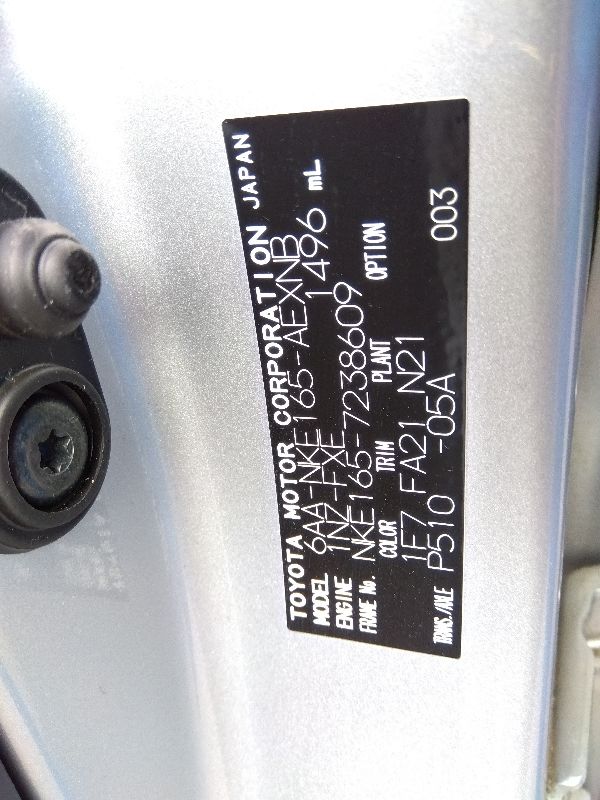 TOYOTA MOTOR CORPORATION JAPAN
MODEL 6AA-NKE165-AEXNB
ENGINE 1NZ-FXE 1496 mL
FRAME No. NKE165-7238609
COLOR TRIM PLANT OPTION
1F7 FA21 N21
TRANS./AXLE P510 -05A 003